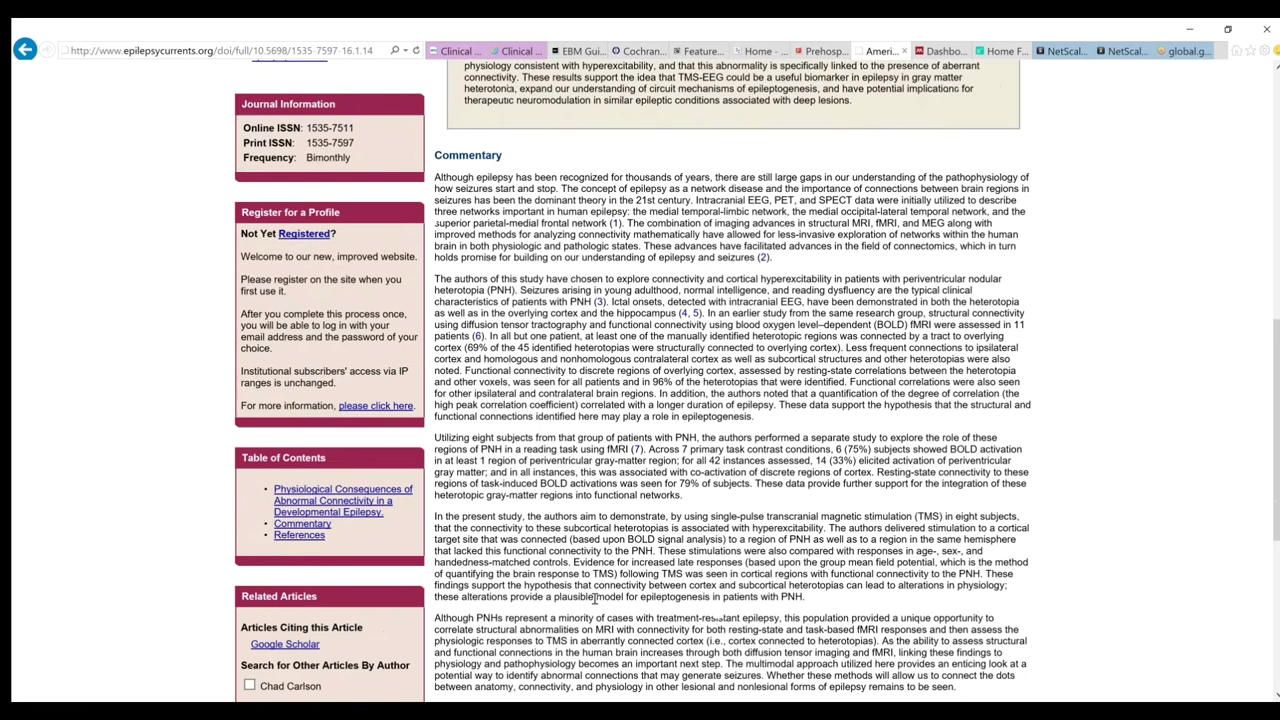 http://www.epilepsycurrents.org/doi/full/10.5698/1535-7597-16.1.14
Clinical ...
Clinical ...
EBM Gui...
Cochran...
Feature...
Home - ...
Prehosp...
Ameri...
Dashbo...
Home F...
NetScal...
NetScal...
global.g...
Journal Information
Online ISSN: 1535-7511
Print ISSN: 1535-7597
Frequency: Bimonthly
Register for a Profile
Not Yet Registered?
Welcome to our new, improved website.
Please register on the site when you
first use it.
After you complete this process once,
you will be able to log in with your
email address and the password of your
choice.
Institutional subscribers' access via IP
ranges is unchanged.
For more information, please click here.
Table of Contents
• Physiological Consequences of
Abnormal Connectivity in a
Developmental Epilepsy.
• Commentary
• References
Related Articles
Articles Citing this Article
Google Scholar
Search for Other Articles By Author
Chad Carlson
physiology consistent with hyperexcitability, and that this abnormality is specifically linked to the presence of aberrant
connectivity. These results support the idea that TMS-EEG could be a useful biomarker in epilepsy in gray matter
heterotonia, expand our understanding of circuit mechanisms of epileptogenesis, and have potential implications for
therapeutic neuromodulation in similar epileptic conditions associated with deep lesions.
Commentary
Although epilepsy has been recognized for thousands of years, there are still large gaps in our understanding of the pathophysiology of
how seizures start and stop. The concept of epilepsy as a network disease and the importance of connections between brain regions in
seizures has been the dominant theory in the 21st century. Intracranial EEG, PET, and SPECT data were initially utilized to describe
three networks important in human epilepsy: the medial temporal-limbic network, the medial occipital-lateral temporal network, and the
superior parietal-medial frontal network (1). The combination of imaging advances in structural MRI, fMRI, and MEG along with
improved methods for analyzing connectivity mathematically have allowed for less-invasive exploration of networks within the human
brain in both physiologic and pathologic states. These advances have facilitated advances in the field of connectomics, which in turn
holds promise for building on our understanding of epilepsy and seizures (2).
The authors of this study have chosen to explore connectivity and cortical hyperexcitability in patients with periventricular nodular
heterotopia (PNH). Seizures arising in young adulthood, normal intelligence, and reading dysfluency are the typical clinical
characteristics of patients with PNH (3). Ictal onsets, detected with intracranial EEG, have been demonstrated in both the heterotopia
as well as in the overlying cortex and the hippocampus (4, 5). In an earlier study from the same research group, structural connectivity
using diffusion tensor tractography and functional connectivity using blood oxygen level–dependent (BOLD) fMRI were assessed in 11
patients (6). In all but one patient, at least one of the manually identified heterotopic regions was connected by a tract to overlying
cortex (69% of the 45 identified heterotopias were structurally connected to overlying cortex). Less frequent connections to ipsilateral
cortex and homologous and nonhomologous contralateral cortex as well as subcortical structures and other heterotopias were also
noted. Functional connectivity to discrete regions of overlying cortex, assessed by resting-state correlations between the heterotopia
and other voxels, was seen for all patients and in 96% of the heterotopias that were identified. Functional correlations were also seen
for other ipsilateral and contralateral brain regions. In addition, the authors noted that a quantification of the degree of correlation (the
high peak correlation coefficient) correlated with a longer duration of epilepsy. These data support the hypothesis that the structural and
functional connections identified here may play a role in epileptogenesis.
Utilizing eight subjects from that group of patients with PNH, the authors performed a separate study to explore the role of these
regions of PNH in a reading task using fMRI (7). Across 7 primary task contrast conditions, 6 (75%) subjects showed BOLD activation
in at least 1 region of periventricular gray-matter region; for all 42 instances assessed, 14 (33%) elicited activation of periventricular
gray matter; and in all instances, this was associated with co-activation of discrete regions of cortex. Resting-state connectivity to these
regions of task-induced BOLD activations was seen for 79% of subjects. These data provide further support for the integration of these
heterotopic gray-matter regions into functional networks.
In the present study, the authors aim to demonstrate, by using single-pulse transcranial magnetic stimulation (TMS) in eight subjects,
that the connectivity to these subcortical heterotopias is associated with hyperexcitability. The authors delivered stimulation to a cortical
target site that was connected (based upon BOLD signal analysis) to a region of PNH as well as to a region in the same hemisphere
that lacked this functional connectivity to the PNH. These stimulations were also compared with responses in age-, sex-, and
handedness-matched controls. Evidence for increased late responses (based upon the group mean field potential, which is the method
of quantifying the brain response to TMS) following TMS was seen in cortical regions with functional connectivity to the PNH. These
findings support the hypothesis that connectivity between cortex and subcortical heterotopias can lead to alterations in physiology;
these alterations provide a plausible model for epileptogenesis in patients with PNH.
Although PNHs represent a minority of cases with treatment-resistant epilepsy, this population provided a unique opportunity to
correlate structural abnormalities on MRI with connectivity for both resting-state and task-based fMRI responses and then assess the
physiologic responses to TMS in aberrantly connected cortex (i.e., cortex connected to heterotopias). As the ability to assess structural
and functional connections in the human brain increases through both diffusion tensor imaging and fMRI, linking these findings to
physiology and pathophysiology becomes an important next step. The multimodal approach utilized here provides an enticing look at a
potential way to identify abnormal connections that may generate seizures. Whether these methods will allow us to connect the dots
between anatomy, connectivity, and physiology in other lesional and nonlesional forms of epilepsy remains to be seen.